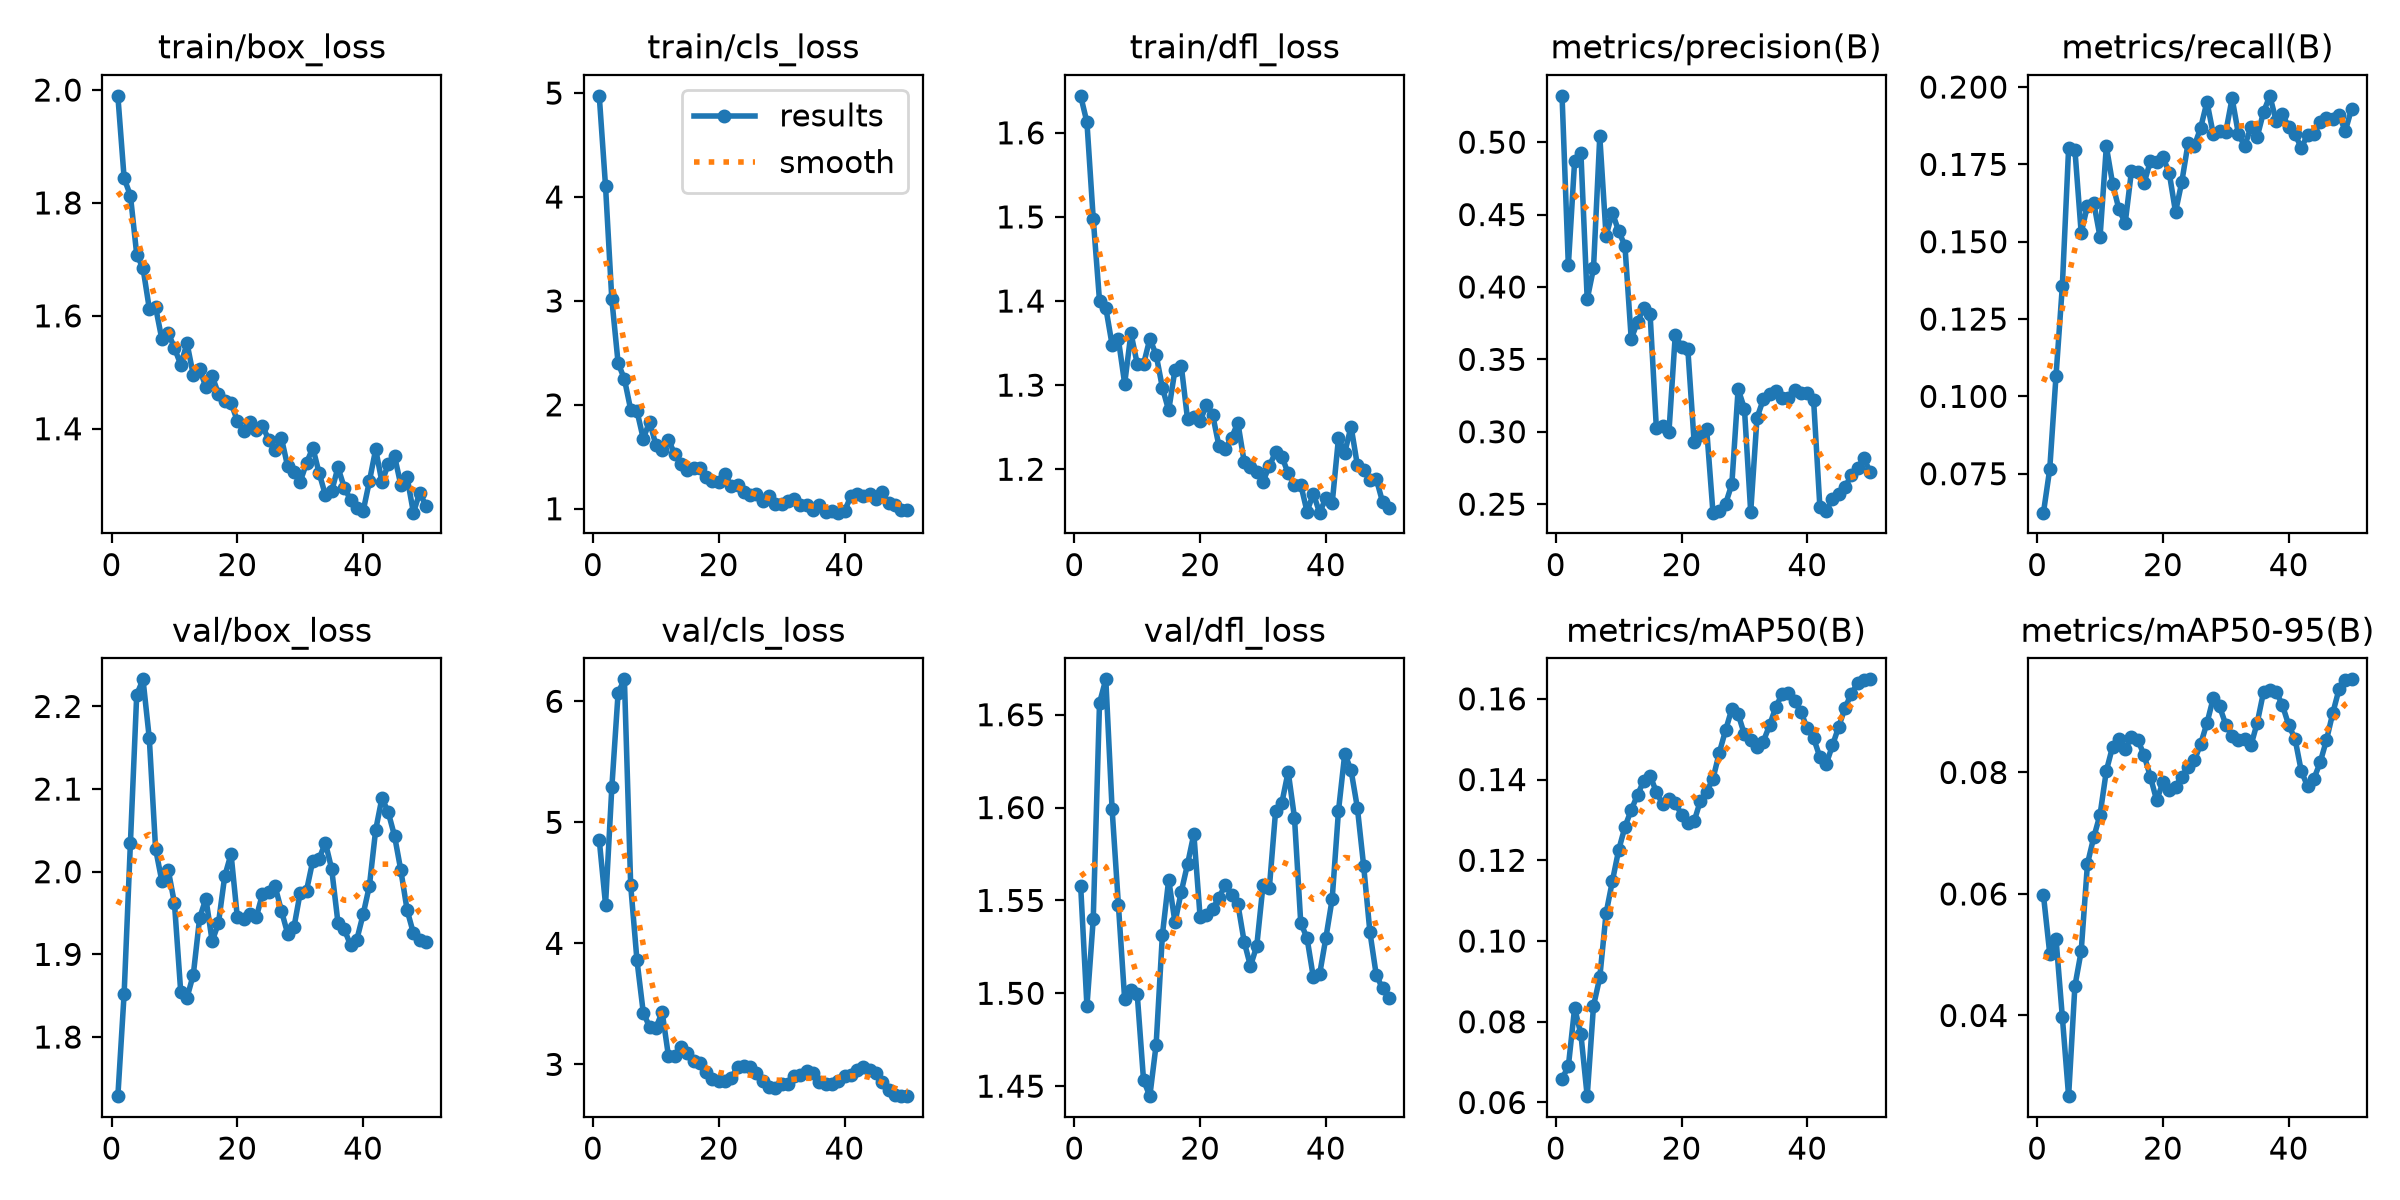 train/box_loss
2.0
1.8
1.6
1.4
0 20 40
train/cls_loss
results
smooth
5
4
3
2
1
0 20 40
train/dfl_loss
1.6
1.5
1.4
1.3
1.2
0 20 40
metrics/precision(B)
0.50
0.45
0.40
0.35
0.30
0.25
0 20 40
metrics/recall(B)
0.200
0.175
0.150
0.125
0.100
0.075
0 20 40
val/box_loss
2.2
2.1
2.0
1.9
1.8
0 20 40
val/cls_loss
6
5
4
3
0 20 40
val/dfl_loss
1.65
1.60
1.55
1.50
1.45
0 20 40
metrics/mAP50(B)
0.16
0.14
0.12
0.10
0.08
0.06
0 20 40
metrics/mAP50-95(B)
0.08
0.06
0.04
0 20 40